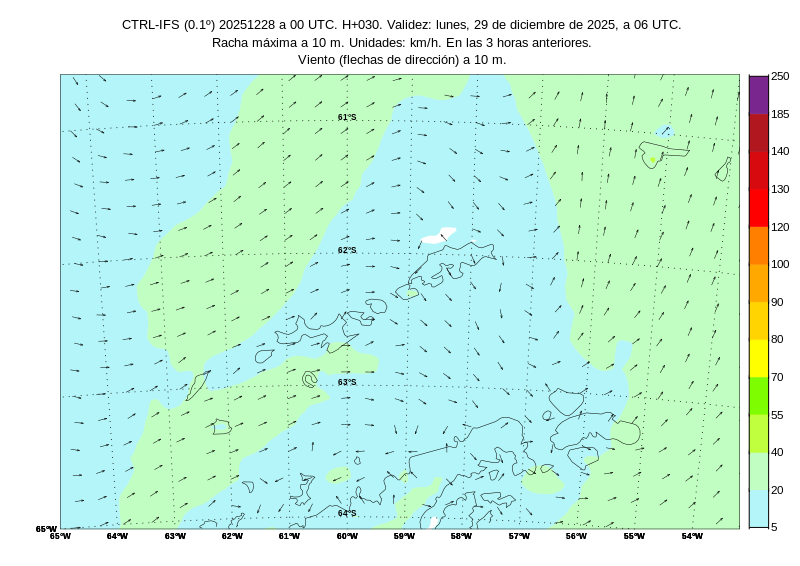 CTRL-IFS (0.1º) 20251228 a 00 UTC. H+030. Validez: lunes, 29 de diciembre de 2025, a 06 UTC.
Racha máxima a 10 m. Unidades: km/h. En las 3 horas anteriores.
Viento (flechas de dirección) a 10 m.
250
185
140
130
120
100
90
80
70
55
40
20
5
61°S
62°S
63°S
64°S
65°W
65°W 64°W 63°W 62°W 61°W 60°W 59°W 58°W 57°W 56°W 55°W 54°W